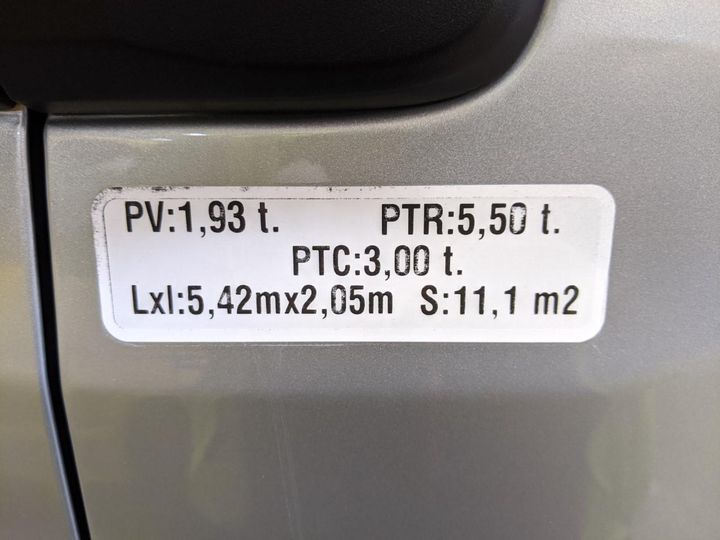 PV:1,93 t. PTR:5,50 t.
PTC:3,00 t.
Lxl:5,42mx2,05m S:11,1 m2